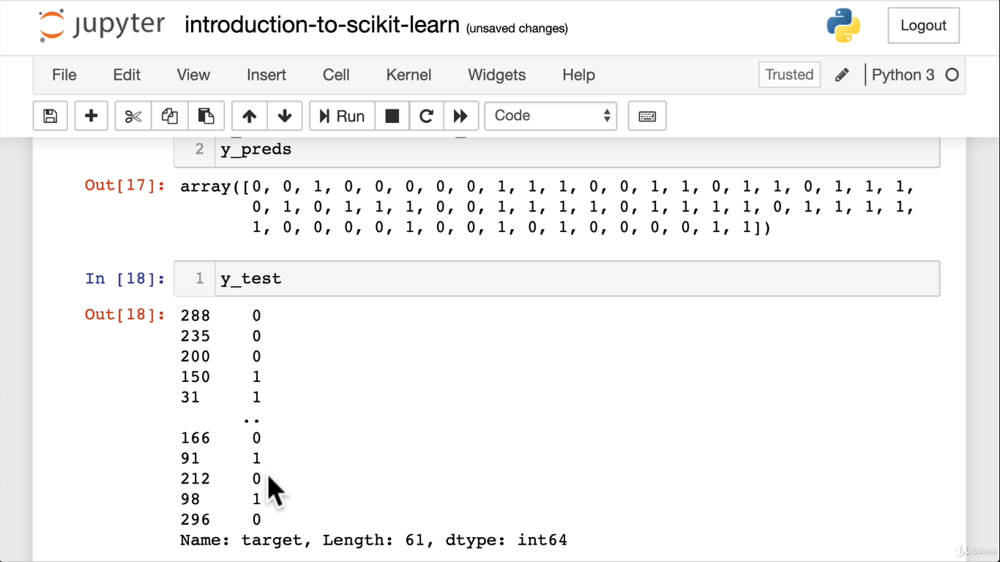 jupyter introduction-to-scikit-learn (unsaved changes) Logout
File Edit View Insert Cell Kernel Widgets Help Trusted Python 3
Run Code
2 y_preds
Out[17]: array([0, 0, 1, 0, 0, 0, 0, 0, 1, 1, 1, 0, 0, 1, 1, 0, 1, 1, 0, 1, 1, 1,
0, 1, 0, 1, 1, 1, 0, 0, 1, 1, 1, 1, 0, 1, 1, 1, 1, 0, 1, 1, 1, 1,
1, 0, 0, 0, 0, 1, 0, 0, 1, 0, 1, 0, 0, 0, 0, 1, 1])
In [18]: 1 y_test
Out[18]: 288 0
235 0
200 0
150 1
31 1
..
166 0
91 1
212 0
98 1
296 0
Name: target, Length: 61, dtype: int64
Udemy